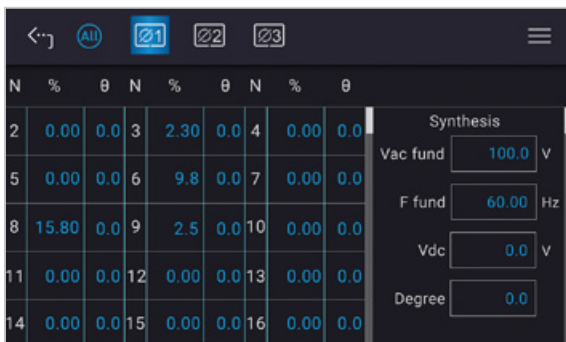 All Ø1 Ø2 Ø3
N % θ N % θ N % θ
2 0.00 0.0 3 2.30 0.0 4 0.00 0.0
5 0.00 0.0 6 9.8 0.0 7 0.00 0.0
8 15.80 0.0 9 2.5 0.0 10 0.00 0.0
11 0.00 0.0 12 0.00 0.0 13 0.00 0.0
14 0.00 0.0 15 0.00 0.0 16 0.00 0.0
Synthesis
Vac fund 100.0 V
F fund 60.00 Hz
Vdc 0.0 V
Degree 0.0